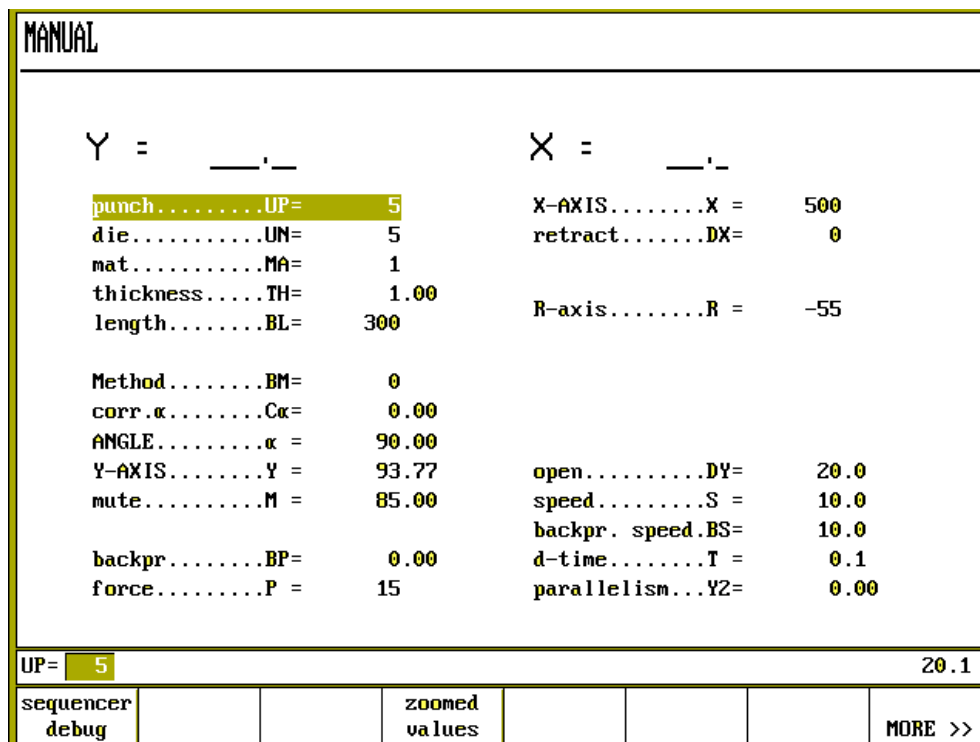 MANUAL
Y = ___.__
X = ___._
punch.........UP= 5
die...........UN= 5
mat...........MA= 1
thickness.....TH= 1.00
length........BL= 300
Method........BM= 0
corr.α........Cα= 0.00
ANGLE.........α = 90.00
Y-AXIS........Y = 93.77
mute..........M = 85.00
backpr........BP= 0.00
force.........P = 15
X-AXIS........X = 500
retract.......DX= 0
R-axis........R = -55
open..........DY= 20.0
speed.........S = 10.0
backpr. speed.BS= 10.0
d-time........T = 0.1
parallelism...Y2= 0.00
UP= 5
20.1
sequencer
debug
zoomed
values
MORE >>